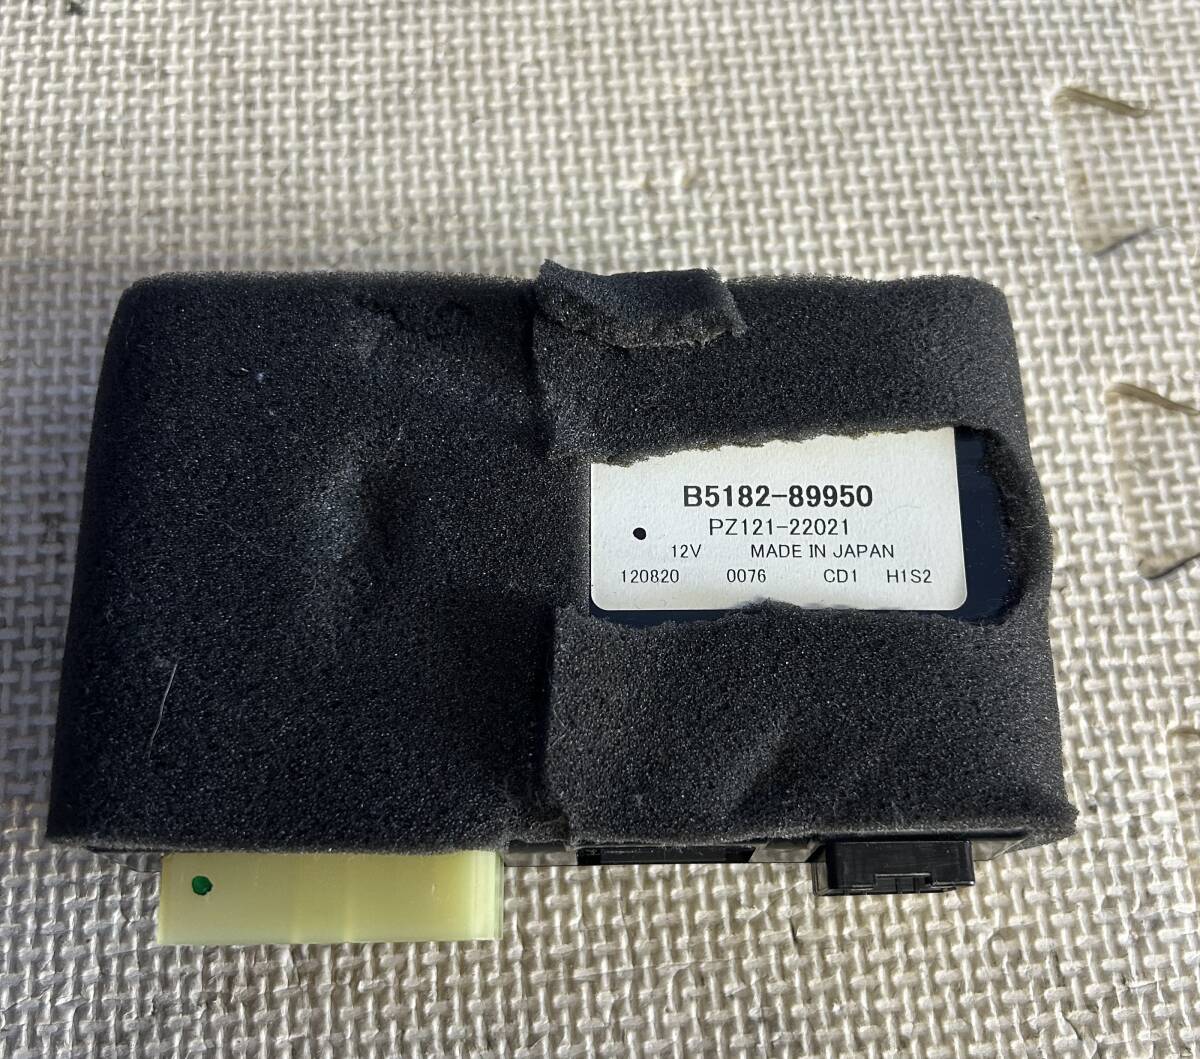 B5182-89950
PZ121-22021
12V MADE IN JAPAN
120820 0076 CD1 H1S2